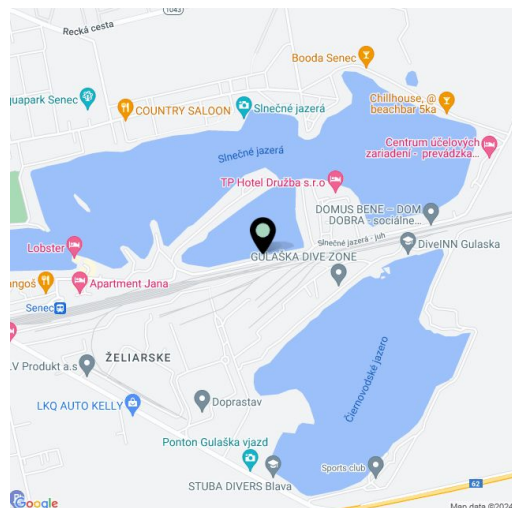 1043
Recká cesta
Booda Senec
Aquapark Senec
COUNTRY SALOON
Slnečné jazerá
Chillhouse, @
beachbar 5ka
Centrum účelových
zariadení - prevádzka...
Slnečné jazerá
TP Hotel Družba s.r.o
DOMUS BENE – DOM
DOBRA - sociálne...
Slnečné jazerá - juh
DiveINN Gulaska
Lobster
GULAŠKA DIVE ZONE
Apartment Jana
angoš
Senec
ŽELIARSKE
LV Produkt a.s
Čiernovodské jazero
LKQ AUTO KELLY
Doprastav
Ponton Gulaška vjazd
STUBA DIVERS Blava
Sports club
62
Google
Map data ©2024